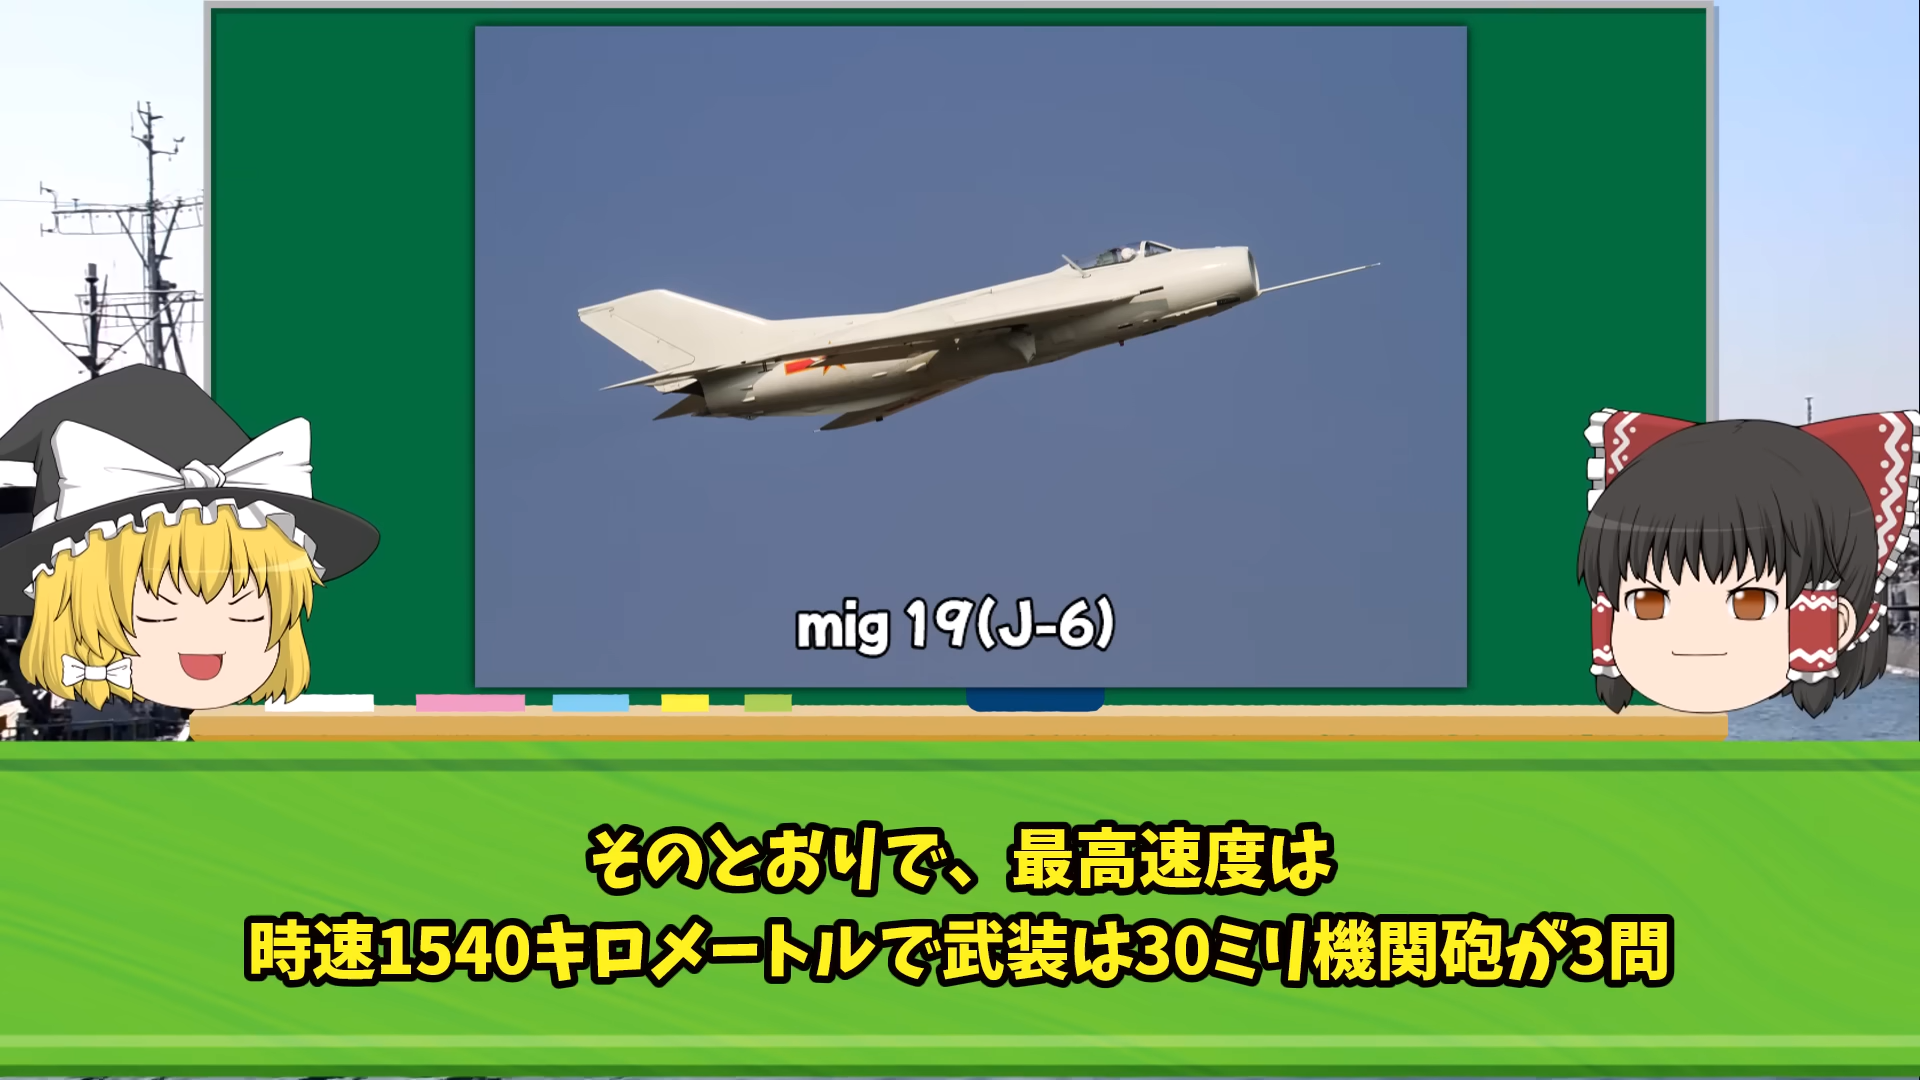 mig 19(J-6)
そのとおりで、最高速度は
時速1540キロメートルで武装は30ミリ機関砲が3問